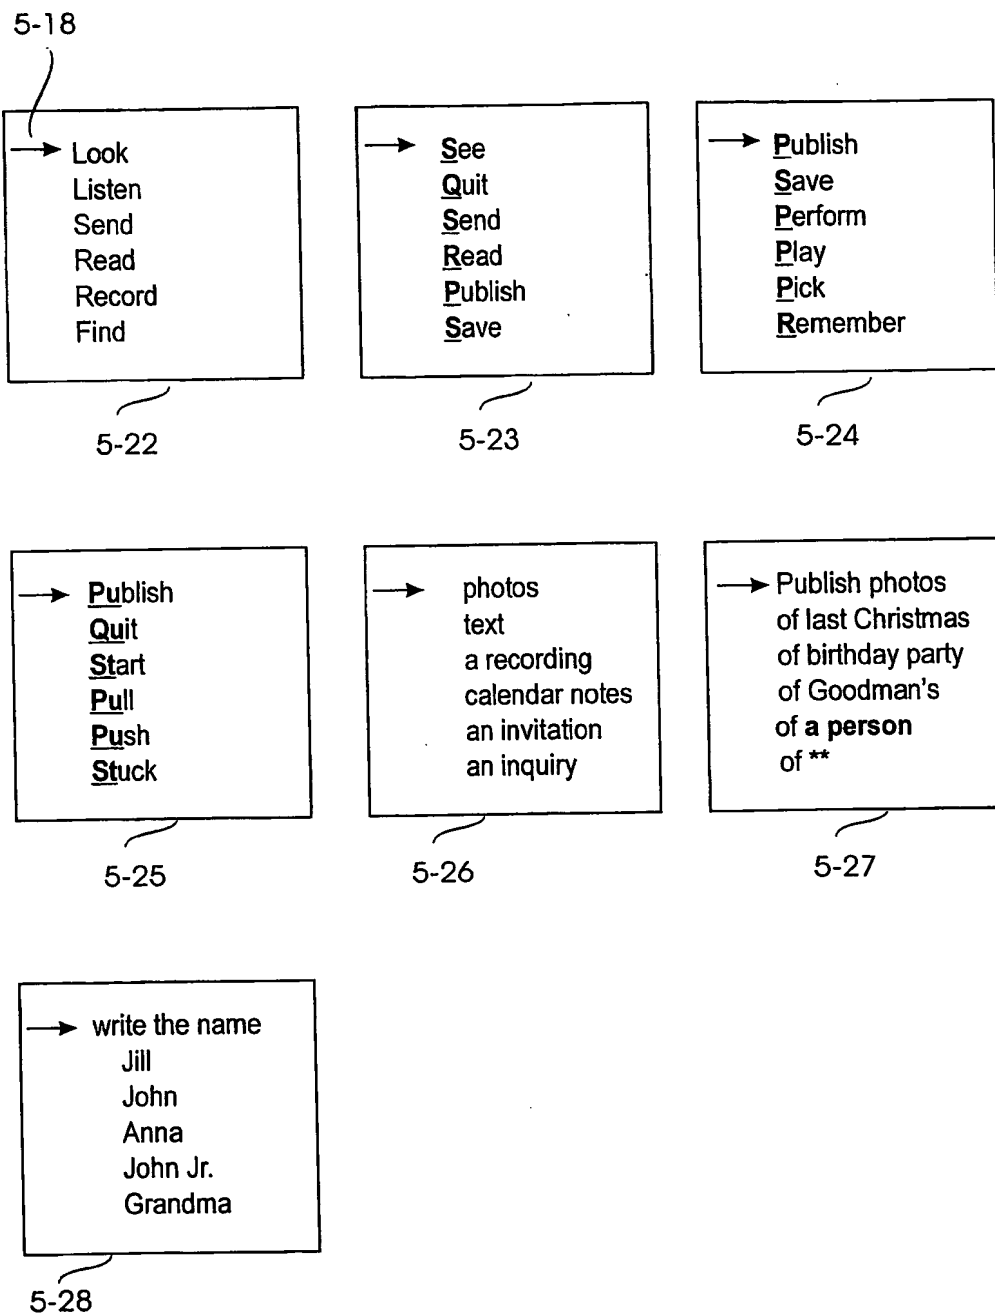 5-18
Look
Listen
Send
Read
Record
Find
5-22
See
Quit
Send
Read
Publish
Save
5-23
Publish
Save
Perform
Play
Pick
Remember
5-24
Publish
Quit
Start
Pull
Push
Stuck
5-25
photos
text
a recording
calendar notes
an invitation
an inquiry
5-26
Publish photos
of last Christmas
of birthday party
of Goodman's
of a person
of **
5-27
write the name
Jill
John
Anna
John Jr.
Grandma
5-28